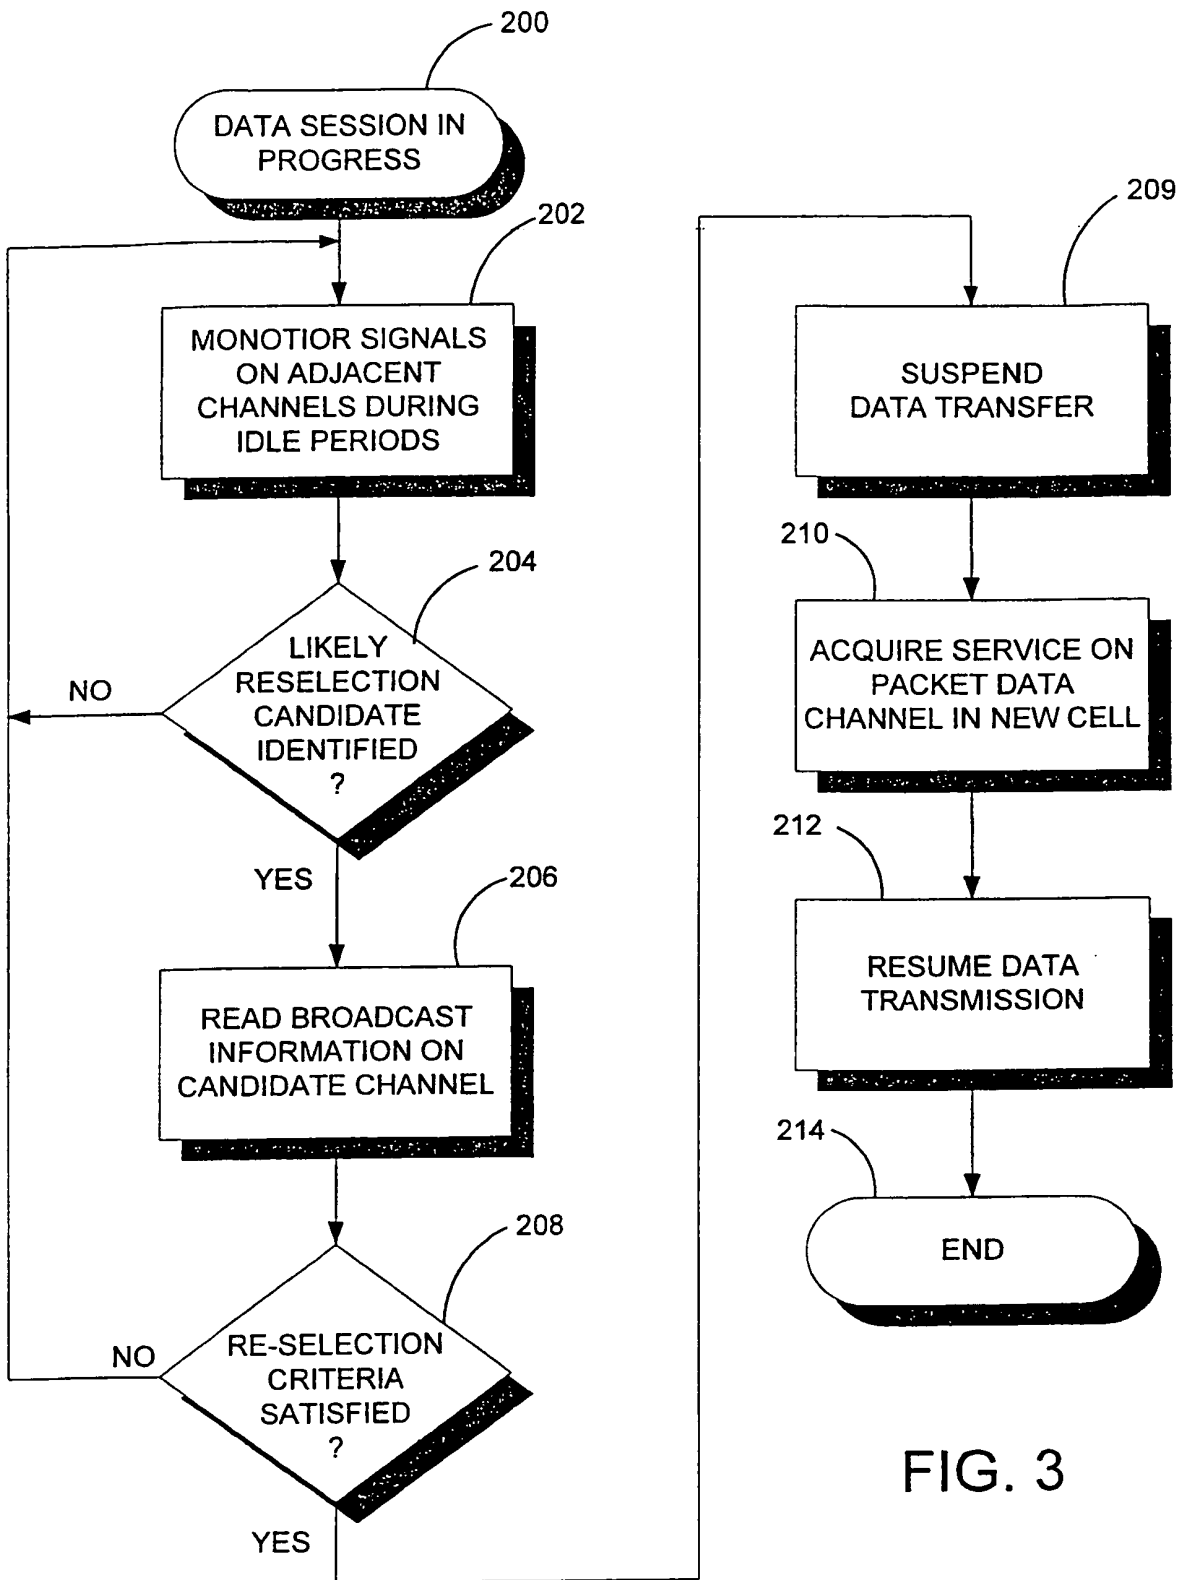 200
DATA SESSION IN
PROGRESS
202
MONOTIOR SIGNALS
ON ADJACENT
CHANNELS DURING
IDLE PERIODS
204
LIKELY
RESELECTION
CANDIDATE
IDENTIFIED
?
NO
YES
206
READ BROADCAST
INFORMATION ON
CANDIDATE CHANNEL
208
RE-SELECTION
CRITERIA
SATISFIED
?
NO
YES
209
SUSPEND
DATA TRANSFER
210
ACQUIRE SERVICE ON
PACKET DATA
CHANNEL IN NEW CELL
212
RESUME DATA
TRANSMISSION
214
END
FIG. 3